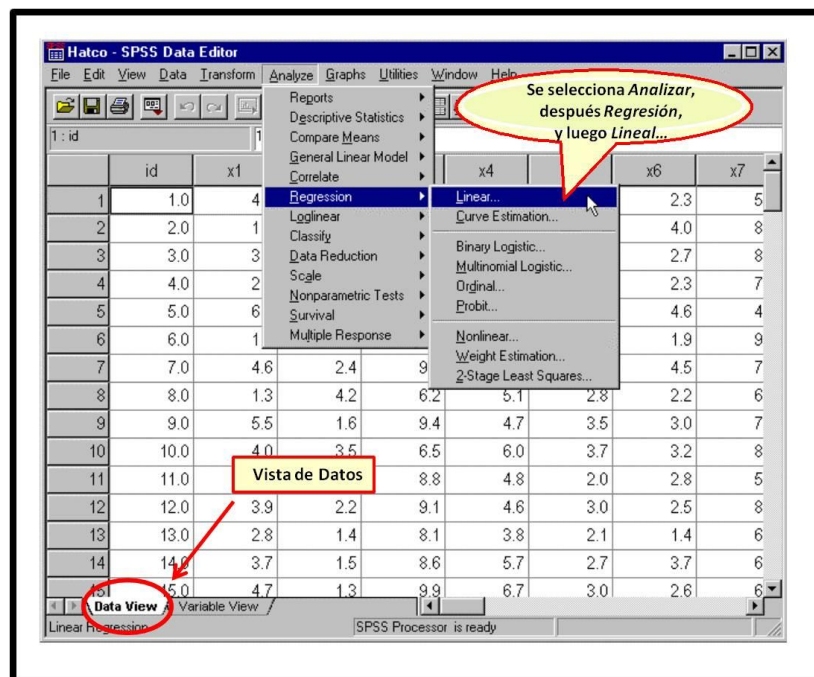 Hatco - SPSS Data Editor
File Edit View Data Transform Analyze Graphs Utilities Window Help
Se selecciona Analizar,
después Regresión,
y luego Lineal...
Reports
Descriptive Statistics
Compare Means
General Linear Model
Correlate
Regression
Loglinear
Classify
Data Reduction
Scale
Nonparametric Tests
Survival
Multiple Response
Linear...
Curve Estimation...
Binary Logistic...
Multinomial Logistic...
Ordinal...
Probit...
Nonlinear...
Weight Estimation...
2-Stage Least Squares...
1 : id 1
id x1 x4 x6 x7
1 1.0 4 2.3 5
2 2.0 1 4.0 8
3 3.0 3 2.7 8
4 4.0 2 2.3 7
5 5.0 6 4.6 4
6 6.0 1 1.9 9
7 7.0 4.6 2.4 9 4.5 7
8 8.0 1.3 4.2 6.2 5.1 2.8 2.2 6
9 9.0 5.5 1.6 9.4 4.7 3.5 3.0 7
10 10.0 4.0 3.5 6.5 6.0 3.7 3.2 8
11 11.0 8.8 4.8 2.0 2.8 5
12 12.0 3.9 2.2 9.1 4.6 3.0 2.5 8
13 13.0 2.8 1.4 8.1 3.8 2.1 1.4 6
14 14.0 3.7 1.5 8.6 5.7 2.7 3.7 6
15 15.0 4.7 1.3 9.9 6.7 3.0 2.6 6
Vista de Datos
Data View Variable View
Linear Regression SPSS Processor is ready